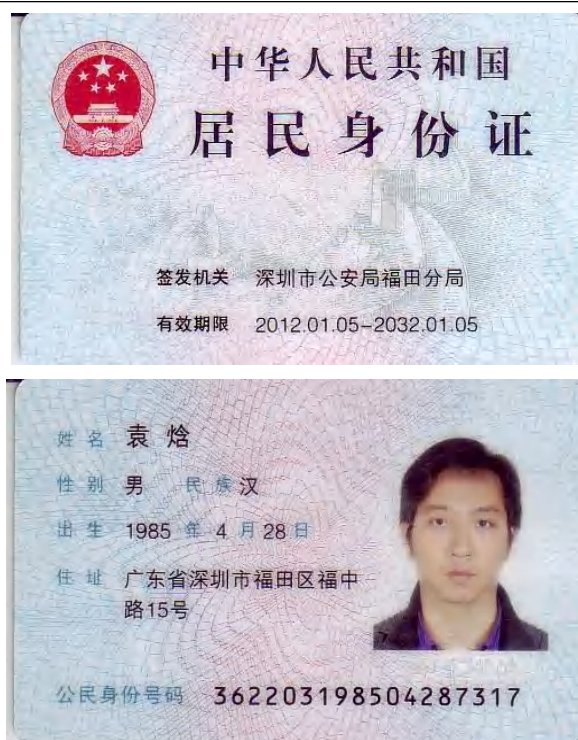 中华人民共和国
居民身份证
签发机关 深圳市公安局福田分局
有效期限 2012.01.05-2032.01.05
姓名 袁焓
性别 男 民族 汉
出生 1985 年 4 月 28 日
住址 广东省深圳市福田区福中
路15号
公民身份号码 362203198504287317